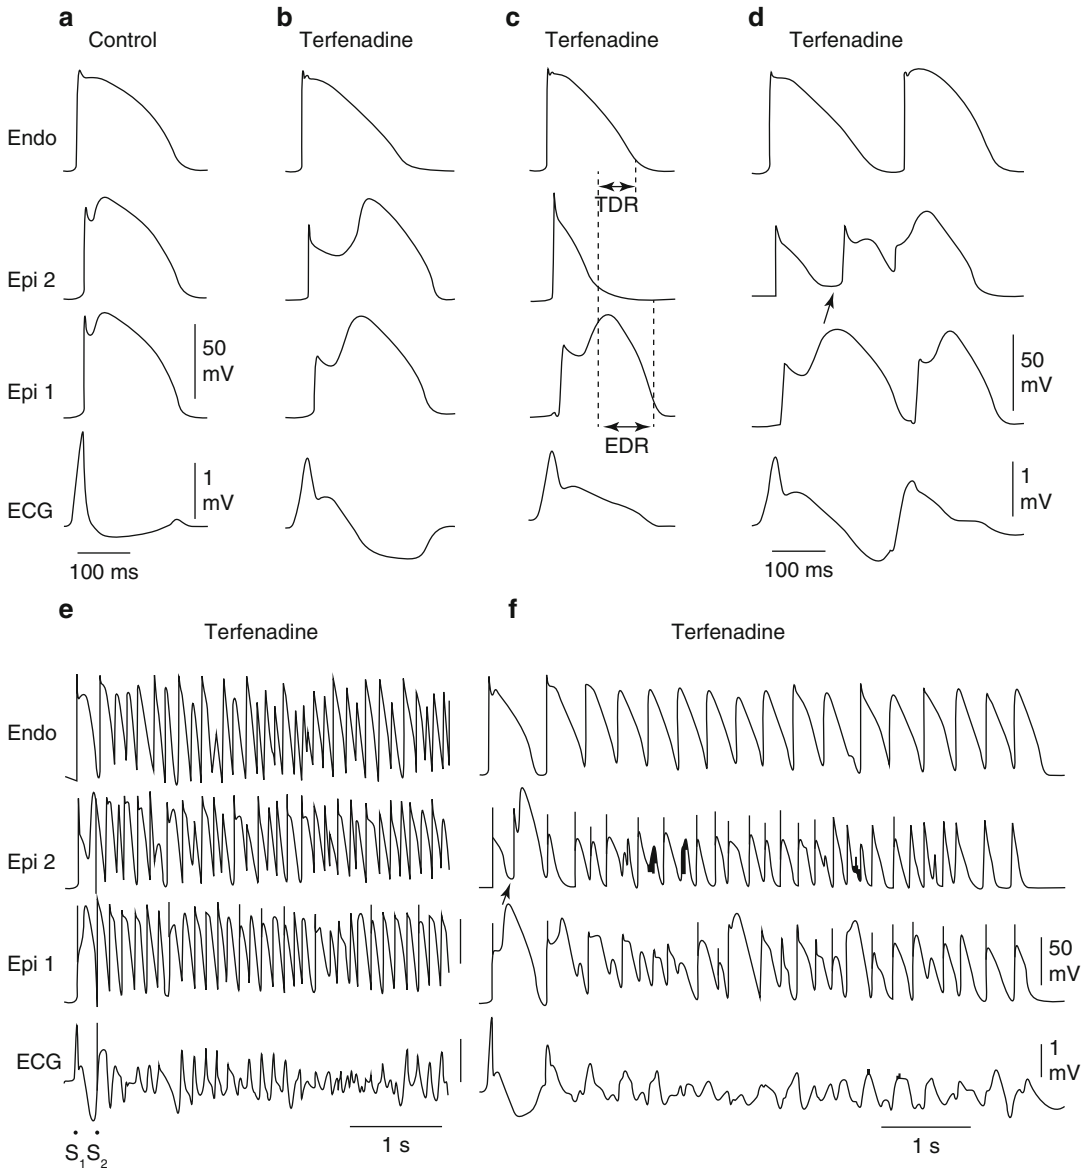 a
Control
b
Terfenadine
c
Terfenadine
d
Terfenadine
Endo
TDR
Epi 2
50
mV
50
mV
Epi 1
EDR
1
mV
1
mV
ECG
100 ms
100 ms
e
Terfenadine
f
Terfenadine
Endo
Epi 2
Epi 1
50
mV
ECG
1
mV
S1 S2
1 s
1 s